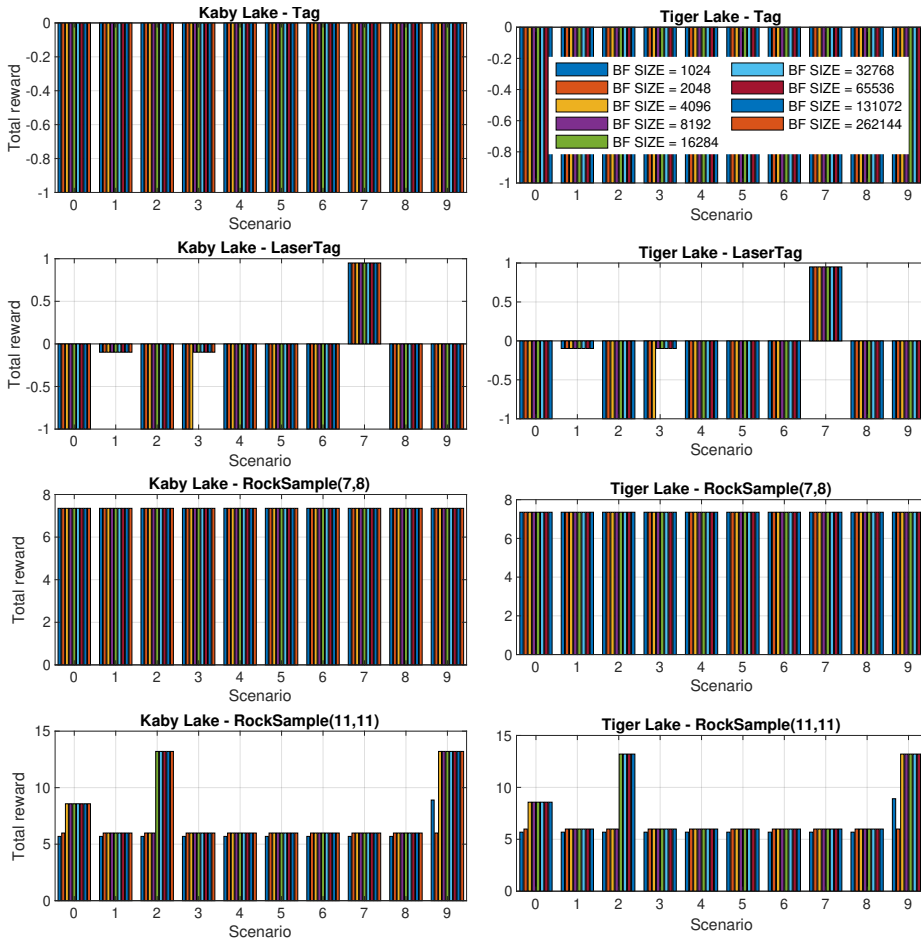 Kaby Lake - Tag
0
-0.2
-0.4
-0.6
-0.8
-1
Total reward
0 1 2 3 4 5 6 7 8 9
Scenario
Tiger Lake - Tag
0
-0.2
-0.4
-0.6
-0.8
-1
BF SIZE = 1024
BF SIZE = 2048
BF SIZE = 4096
BF SIZE = 8192
BF SIZE = 16284
BF SIZE = 32768
BF SIZE = 65536
BF SIZE = 131072
BF SIZE = 262144
0 1 2 3 4 5 6 7 8 9
Scenario
Kaby Lake - LaserTag
1
0.5
0
-0.5
-1
Total reward
0 1 2 3 4 5 6 7 8 9
Scenario
Tiger Lake - LaserTag
1
0.5
0
-0.5
-1
0 1 2 3 4 5 6 7 8 9
Scenario
Kaby Lake - RockSample(7,8)
8
6
4
2
0
Total reward
0 1 2 3 4 5 6 7 8 9
Scenario
Tiger Lake - RockSample(7,8)
8
6
4
2
0
0 1 2 3 4 5 6 7 8 9
Scenario
Kaby Lake - RockSample(11,11)
15
10
5
0
Total reward
0 1 2 3 4 5 6 7 8 9
Scenario
Tiger Lake - RockSample(11,11)
15
10
5
0
0 1 2 3 4 5 6 7 8 9
Scenario